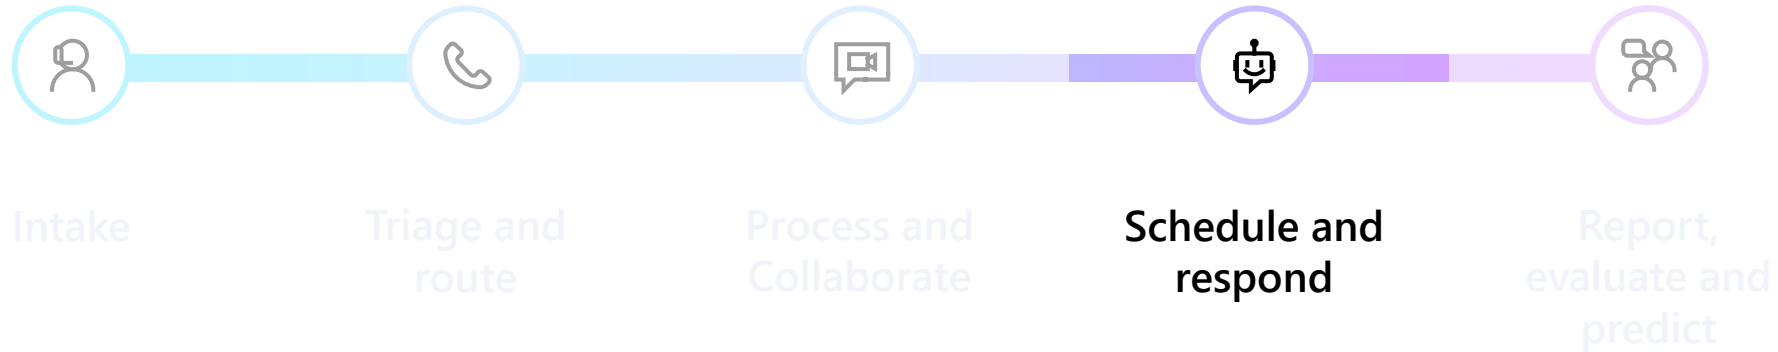 Intake
Triage and
route
Process and
Collaborate
Schedule and
respond
Report,
evaluate and
predict